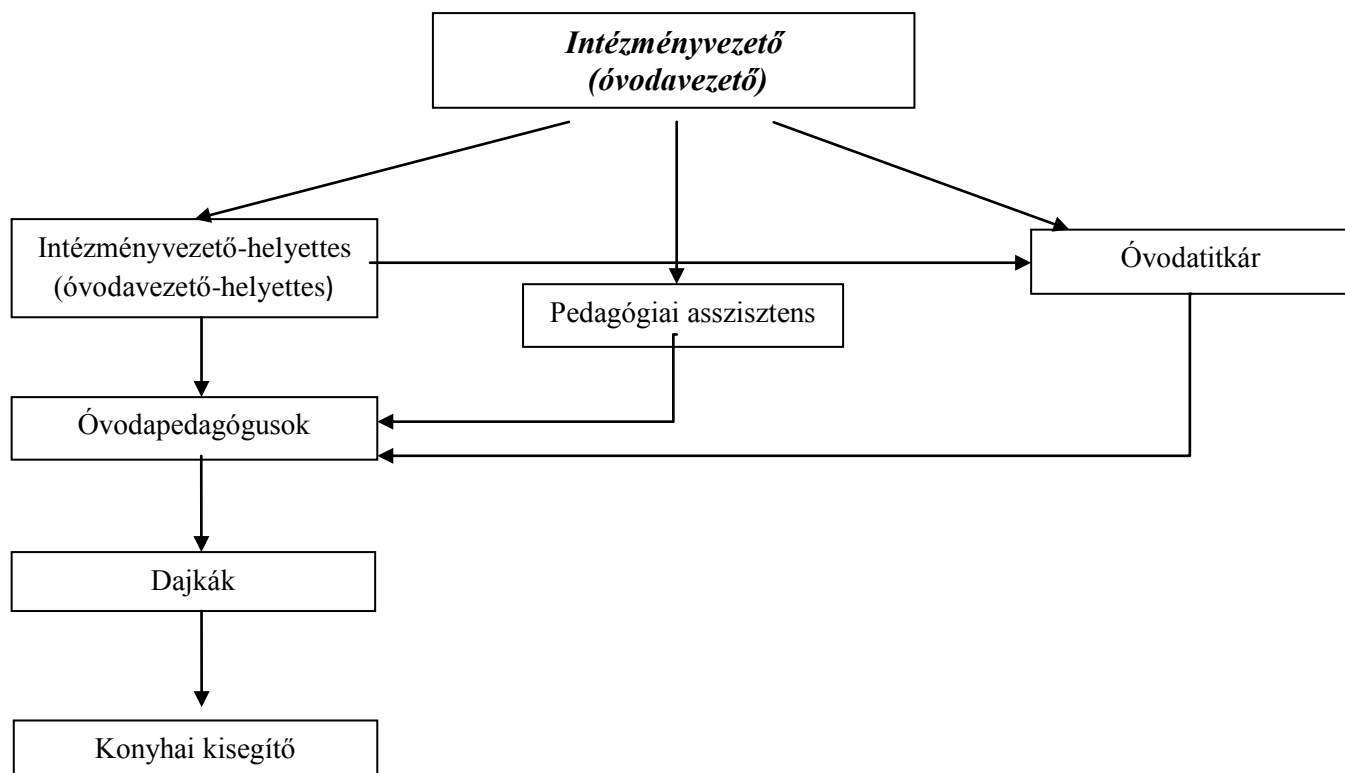 Intézményvezető
(óvodavezető)
Intézményvezető-helyettes
(óvodavezető-helyettes)
Óvodatitkár
Pedagógiai asszisztens
Óvodapedagógusok
Dajkák
Konyhai kisegítő